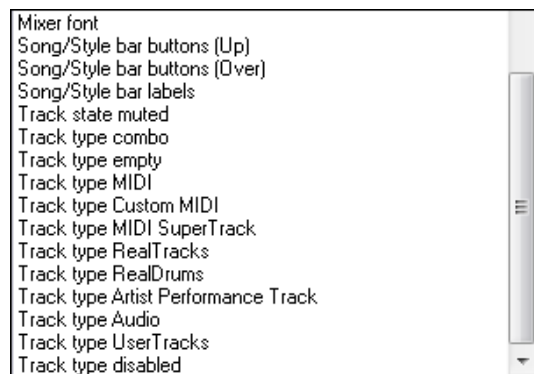 Mixer font
Song/Style bar buttons (Up)
Song/Style bar buttons (Over)
Song/Style bar labels
Track state muted
Track type combo
Track type empty
Track type MIDI
Track type Custom MIDI
Track type MIDI SuperTrack
Track type RealTracks
Track type RealDrums
Track type Artist Performance Track
Track type Audio
Track type UserTracks
Track type disabled